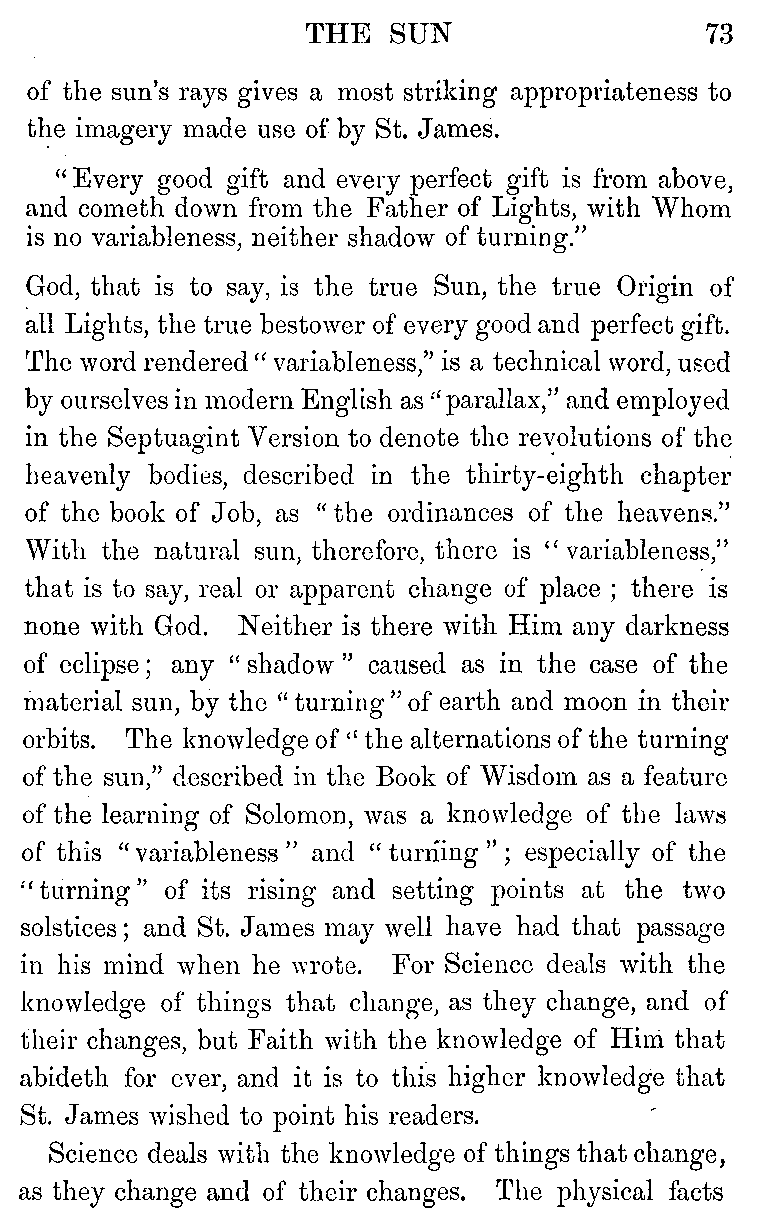 THE SUN 73
of the sun's rays gives a most striking appropriateness to
the imagery made use of by St. James.
"Every good gift and every perfect gift is from above,
and cometh down from the Father of Lights, with Whom
is no variableness, neither shadow of turning."
God, that is to say, is the true Sun, the true Origin of
all Lights, the true bestower of every good and perfect gift.
The word rendered "variableness," is a technical word, used
by ourselves in modern English as "parallax," and employed
in the Septuagint Version to denote the revolutions of the
heavenly bodies, described in the thirty-eighth chapter
of the book of Job, as "the ordinances of the heavens."
With the natural sun, therefore, there is "variableness,"
that is to say, real or apparent change of place ; there is
none with God. Neither is there with Him any darkness
of eclipse ; any "shadow" caused as in the case of the
material sun, by the "turning" of earth and moon in their
orbits. The knowledge of "the alternations of the turning
of the sun," described in the Book of Wisdom as a feature
of the learning of Solomon, was a knowledge of the laws
of this "variableness" and "turning" ; especially of the
"turning" of its rising and setting points at the two
solstices ; and St. James may well have had that passage
in his mind when he wrote. For Science deals with the
knowledge of things that change, as they change, and of
their changes, but Faith with the knowledge of Him that
abideth for ever, and it is to this higher knowledge that
St. James wished to point his readers.
Science deals with the knowledge of things that change,
as they change and of their changes. The physical facts